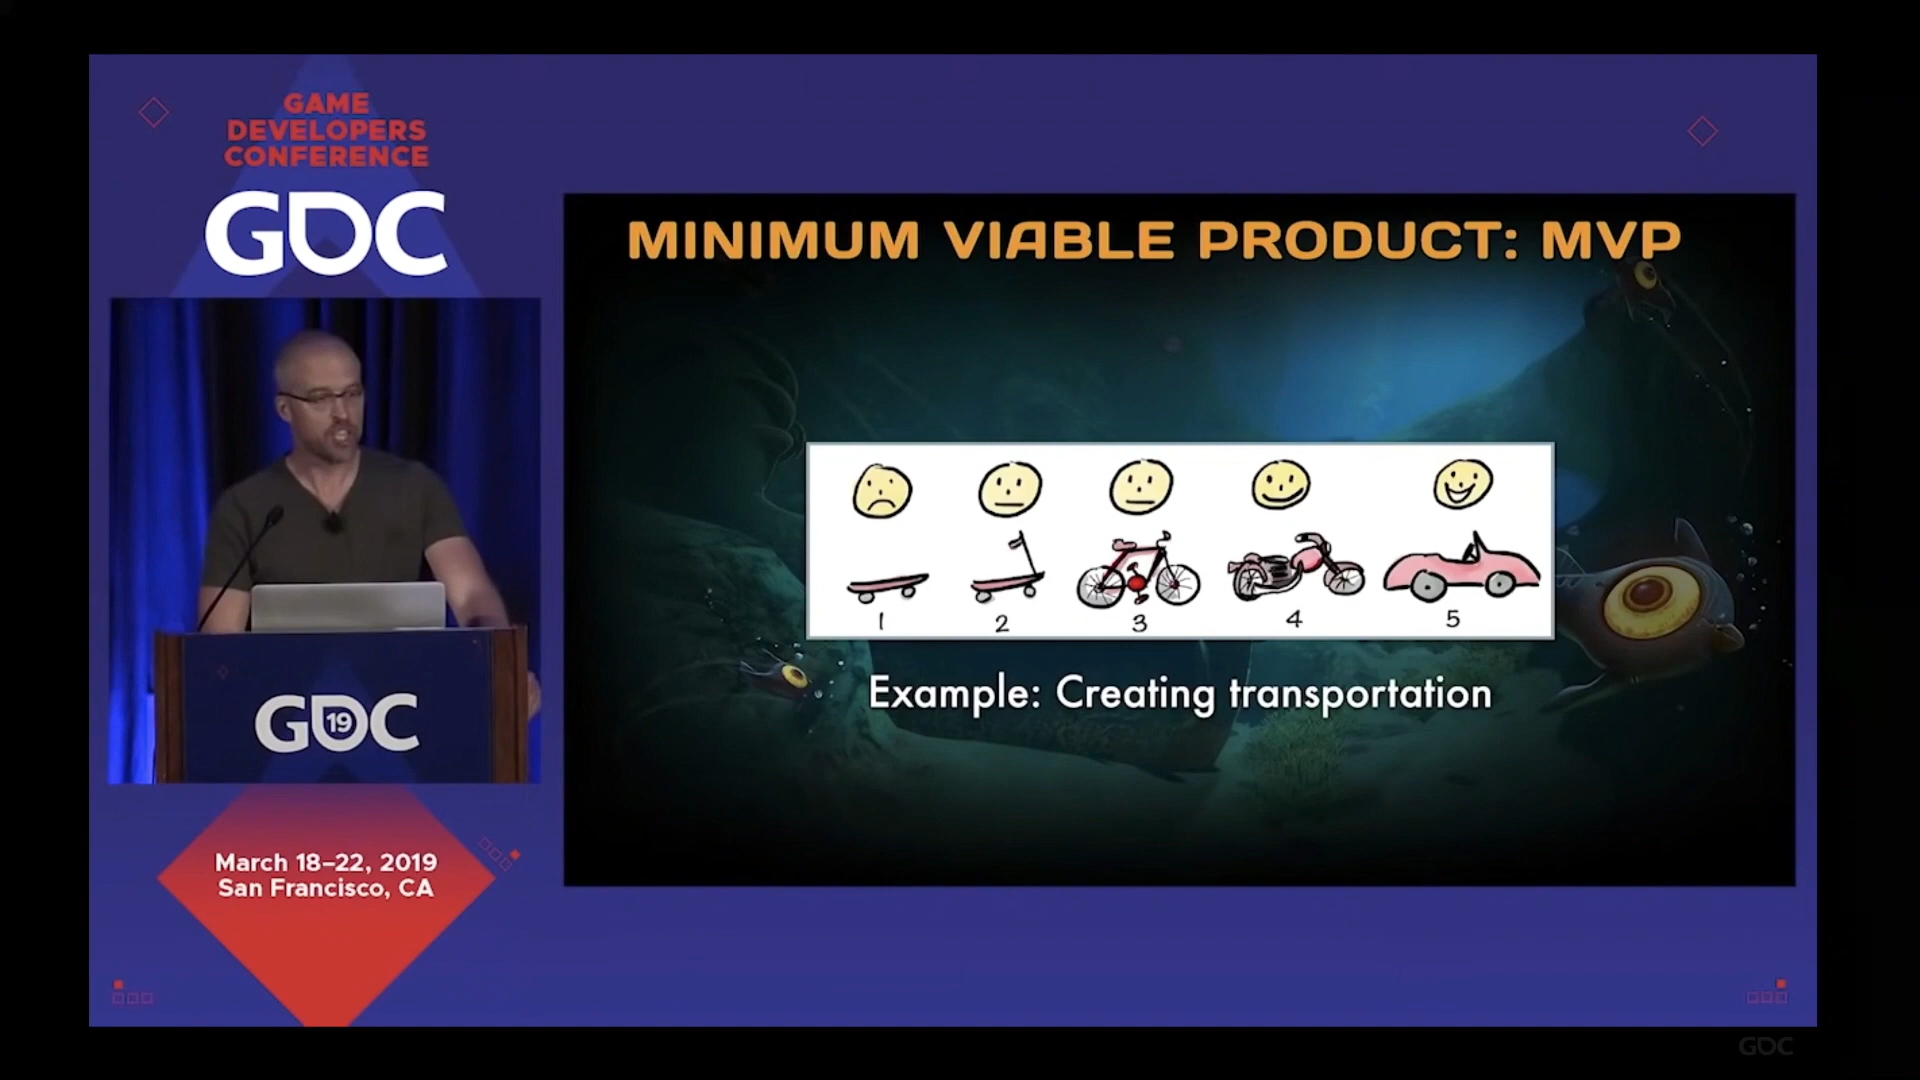 GAME
DEVELOPERS
CONFERENCE
GDC
MINIMUM VIABLE PRODUCT: MVP
1 2 3 4 5
Example: Creating transportation
GDC
19
March 18–22, 2019
San Francisco, CA
GDC